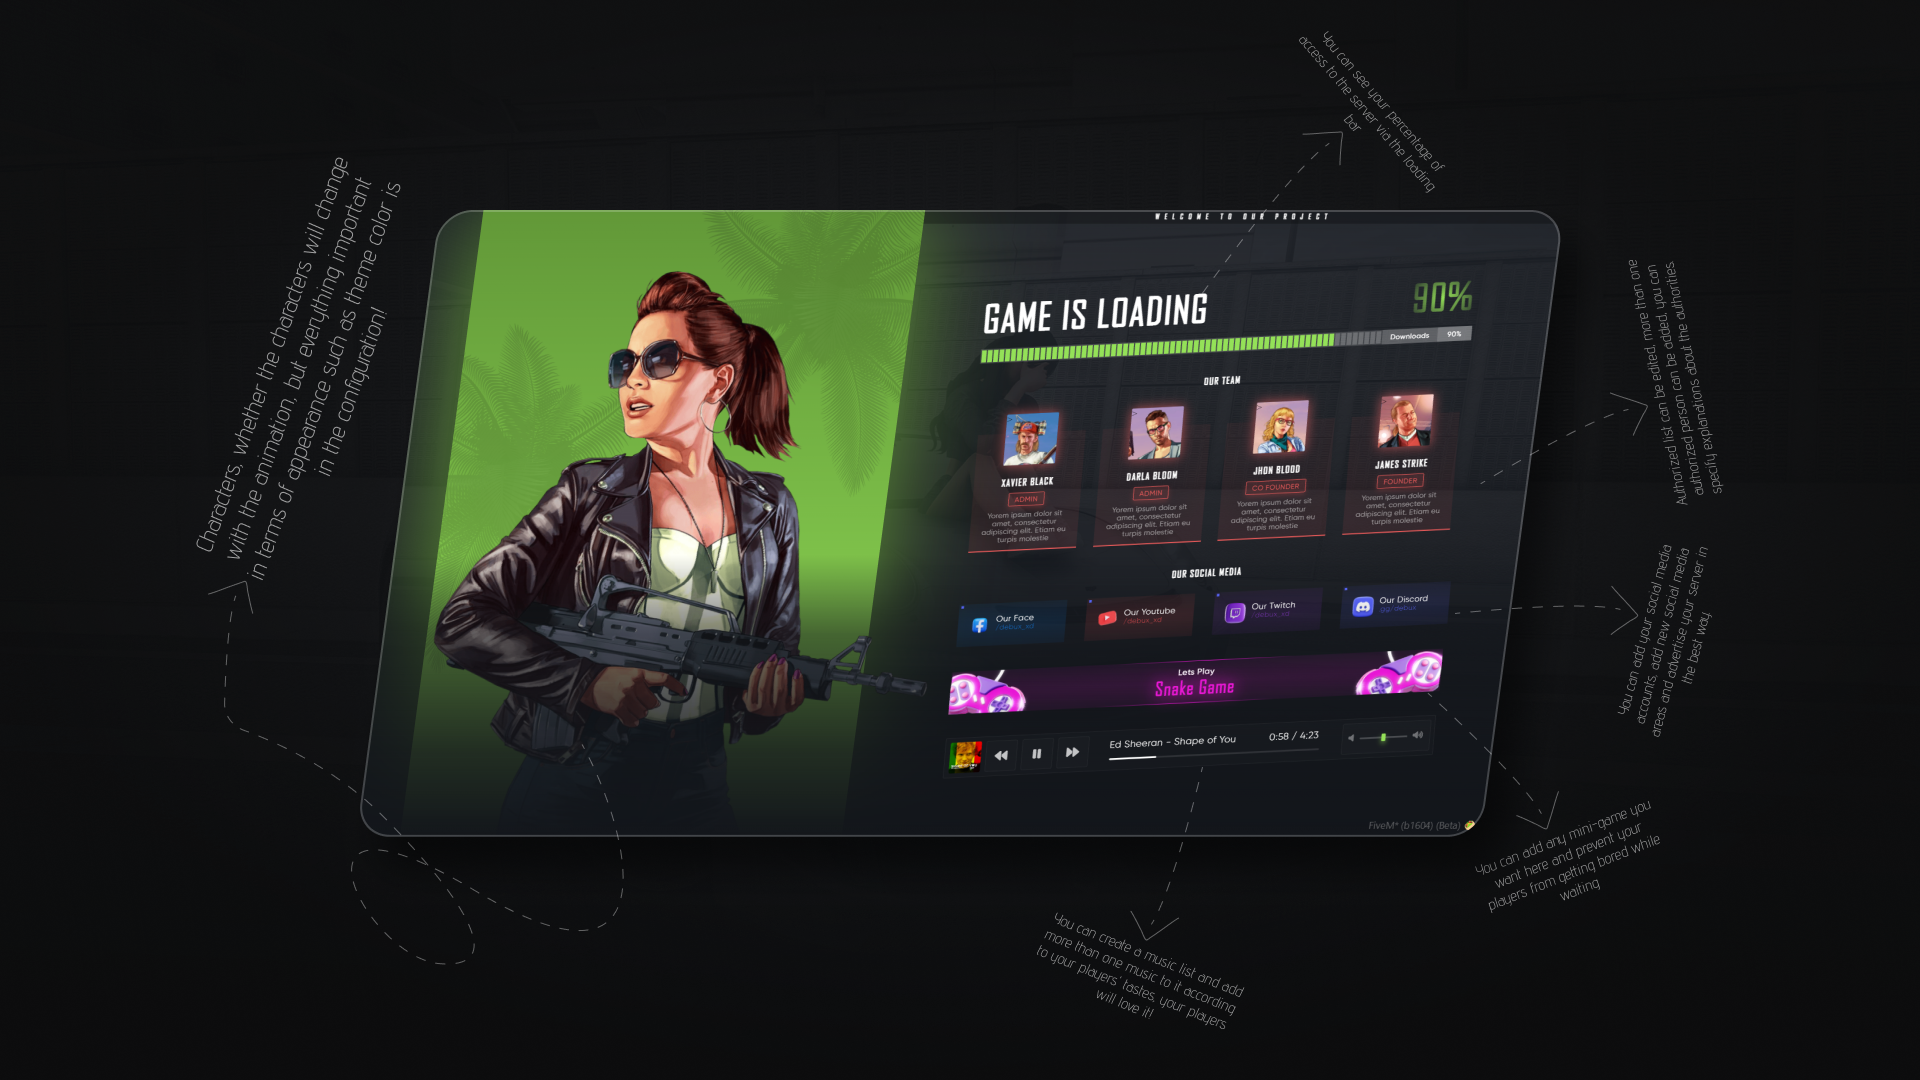 You can see your percentage of
access to the server via the loading
bar
Characters, whether the characters will change
with the animation, but everything important
in terms of appearance such as theme color is
in the configuration!
WELCOME TO OUR PROJECT
GAME IS LOADING
90%
Downloads
90%
OUR TEAM
XAVIER BLACK
ADMIN
Yorem ipsum dolor sit
amet, consectetur
adipiscing elit. Etiam eu
turpis molestie
DARLA BLOOM
ADMIN
Yorem ipsum dolor sit
amet, consectetur
adipiscing elit. Etiam eu
turpis molestie
JHON BLOOD
CO FOUNDER
Yorem ipsum dolor sit
amet, consectetur
adipiscing elit. Etiam eu
turpis molestie
JAMES STRIKE
FOUNDER
Yorem ipsum dolor sit
amet, consectetur
adipiscing elit. Etiam eu
turpis molestie
Authorized list can be edited, more than one
authorized person can be added, you can
specify explanations about the authorities.
OUR SOCIAL MEDIA
Our Face
/debux_xd
Our Youtube
/debux_xd
Our Twitch
/debux_xd
Our Discord
gg/debux
You can add your social media
accounts, add new social media
areas and advertise your server in
the best way.
Lets Play
Snake Game
Ed Sheeran - Shape of You
0:58 / 4:23
FiveM* (b1604) (Beta)
You can add any mini-game you
want here and prevent your
players from getting bored while
waiting
You can create a music list and add
more than one music to it according
to your players' tastes, your players
will love it!